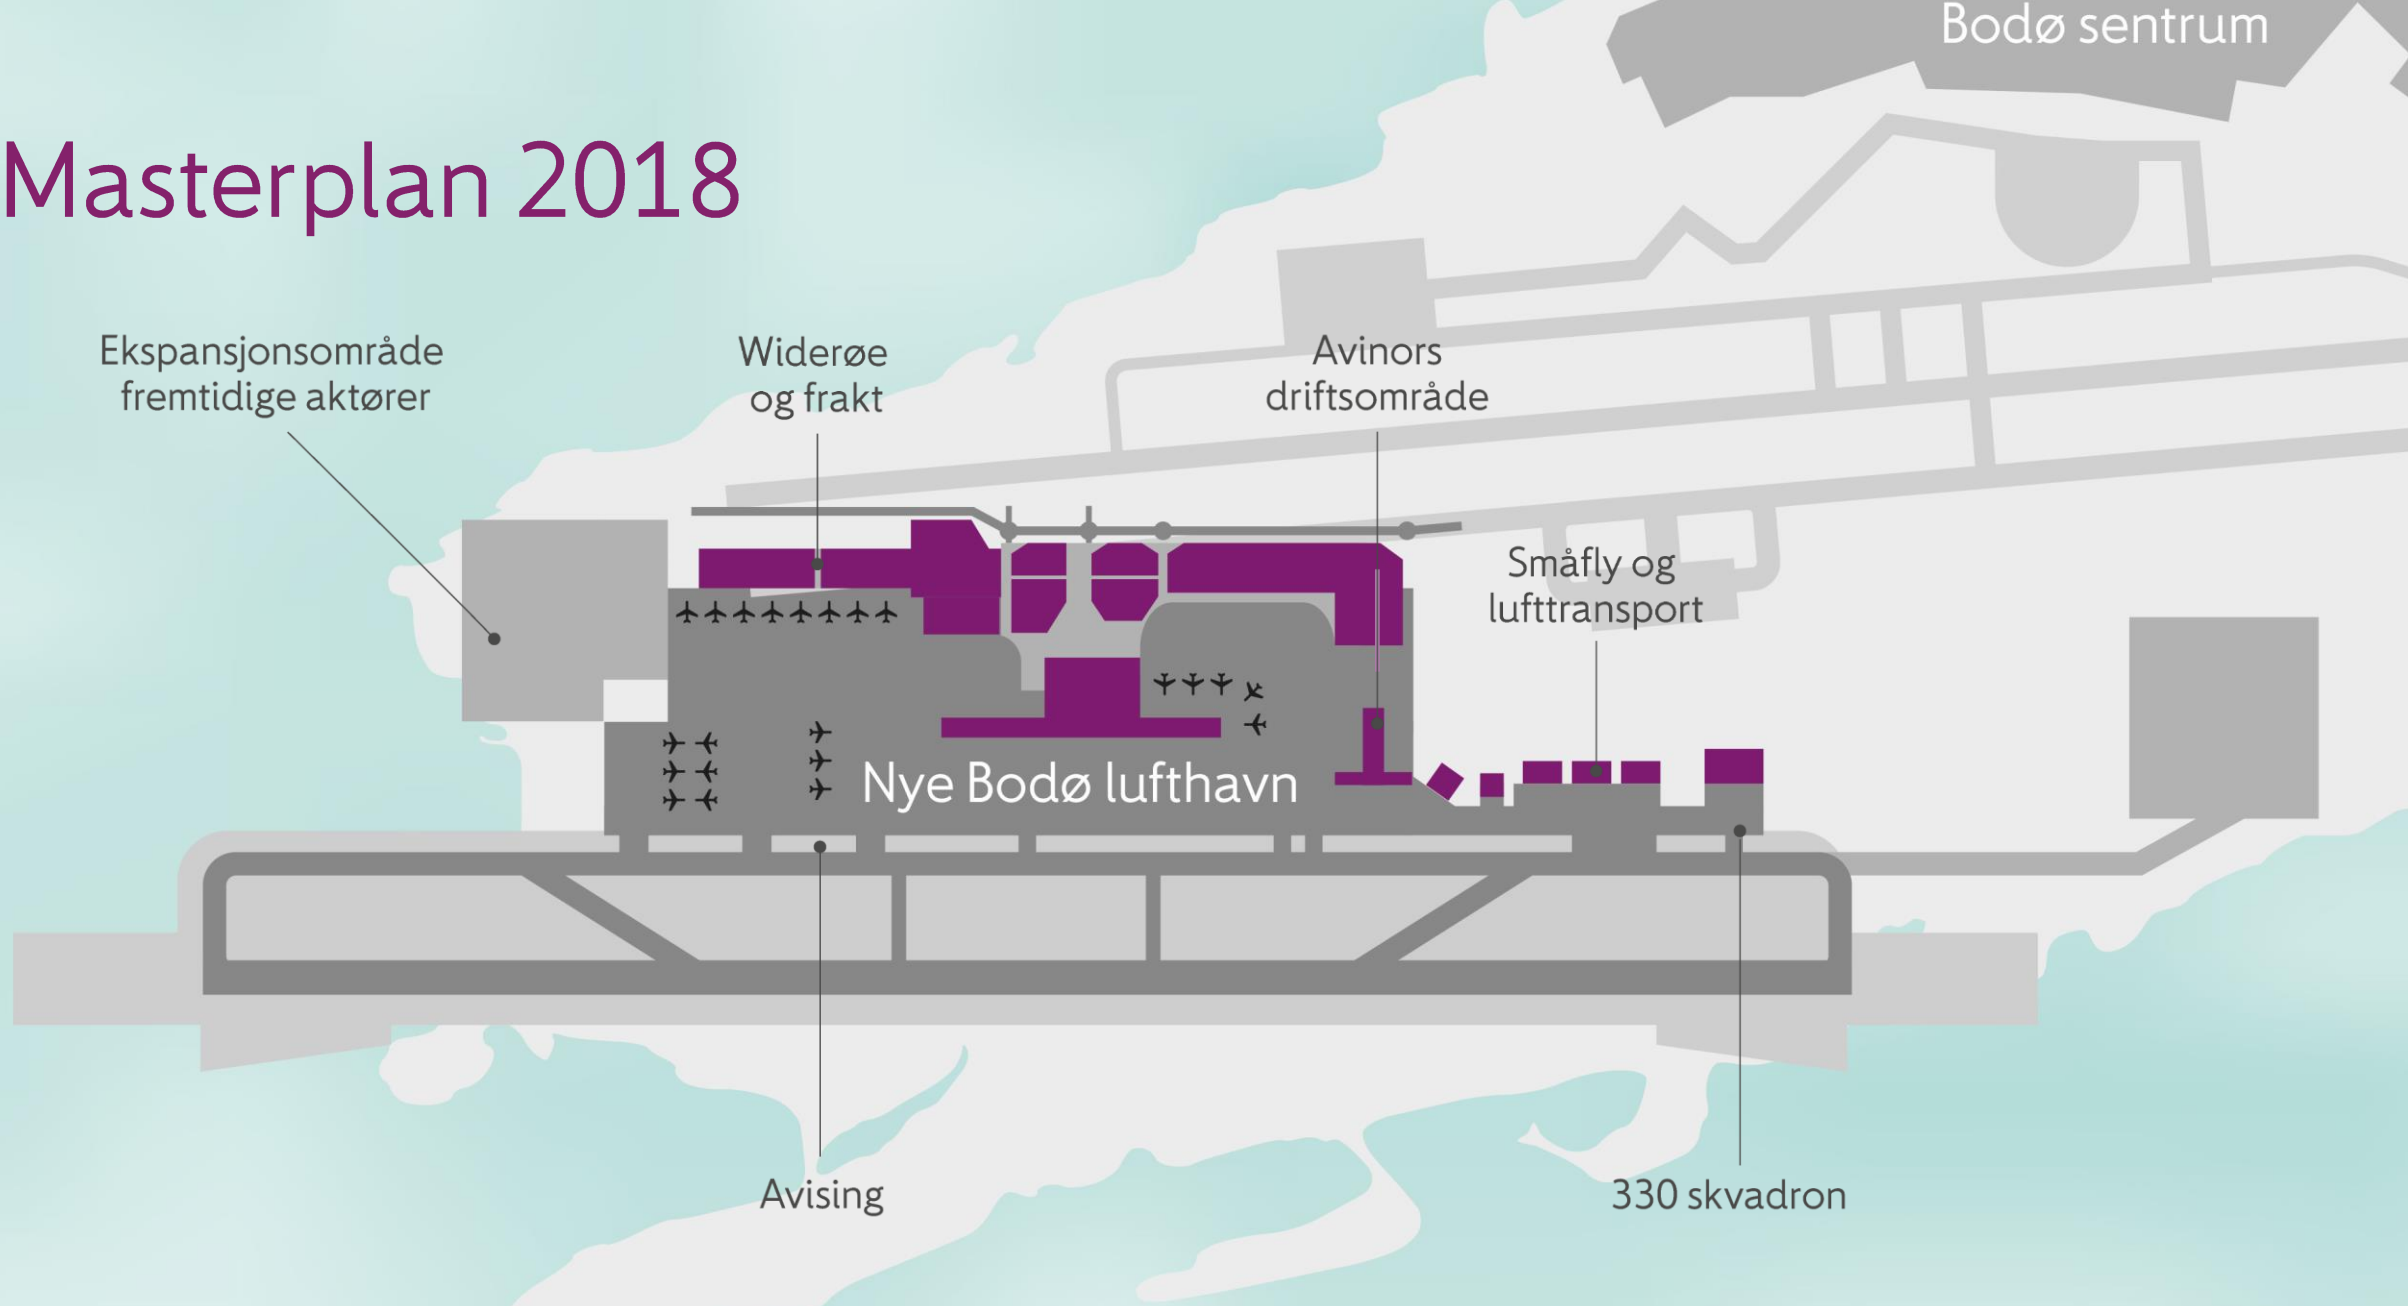 Bodø sentrum
Masterplan 2018
Ekspansjonsområde
fremtidige aktører
Widerøe
og frakt
Avinors
driftsområde
Småfly og
lufttransport
Nye Bodø lufthavn
Avising
330 skvadron